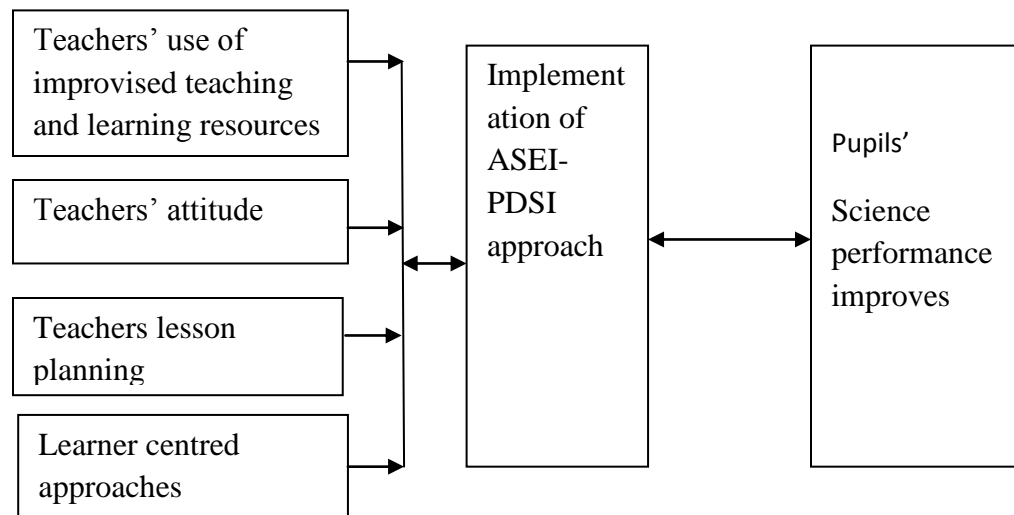 Teachers’ use of
improvised teaching
and learning resources
Teachers’ attitude
Teachers lesson
planning
Learner centred
approaches
Implement
ation of
ASEI-
PDSI
approach
Pupils’
Science
performance
improves